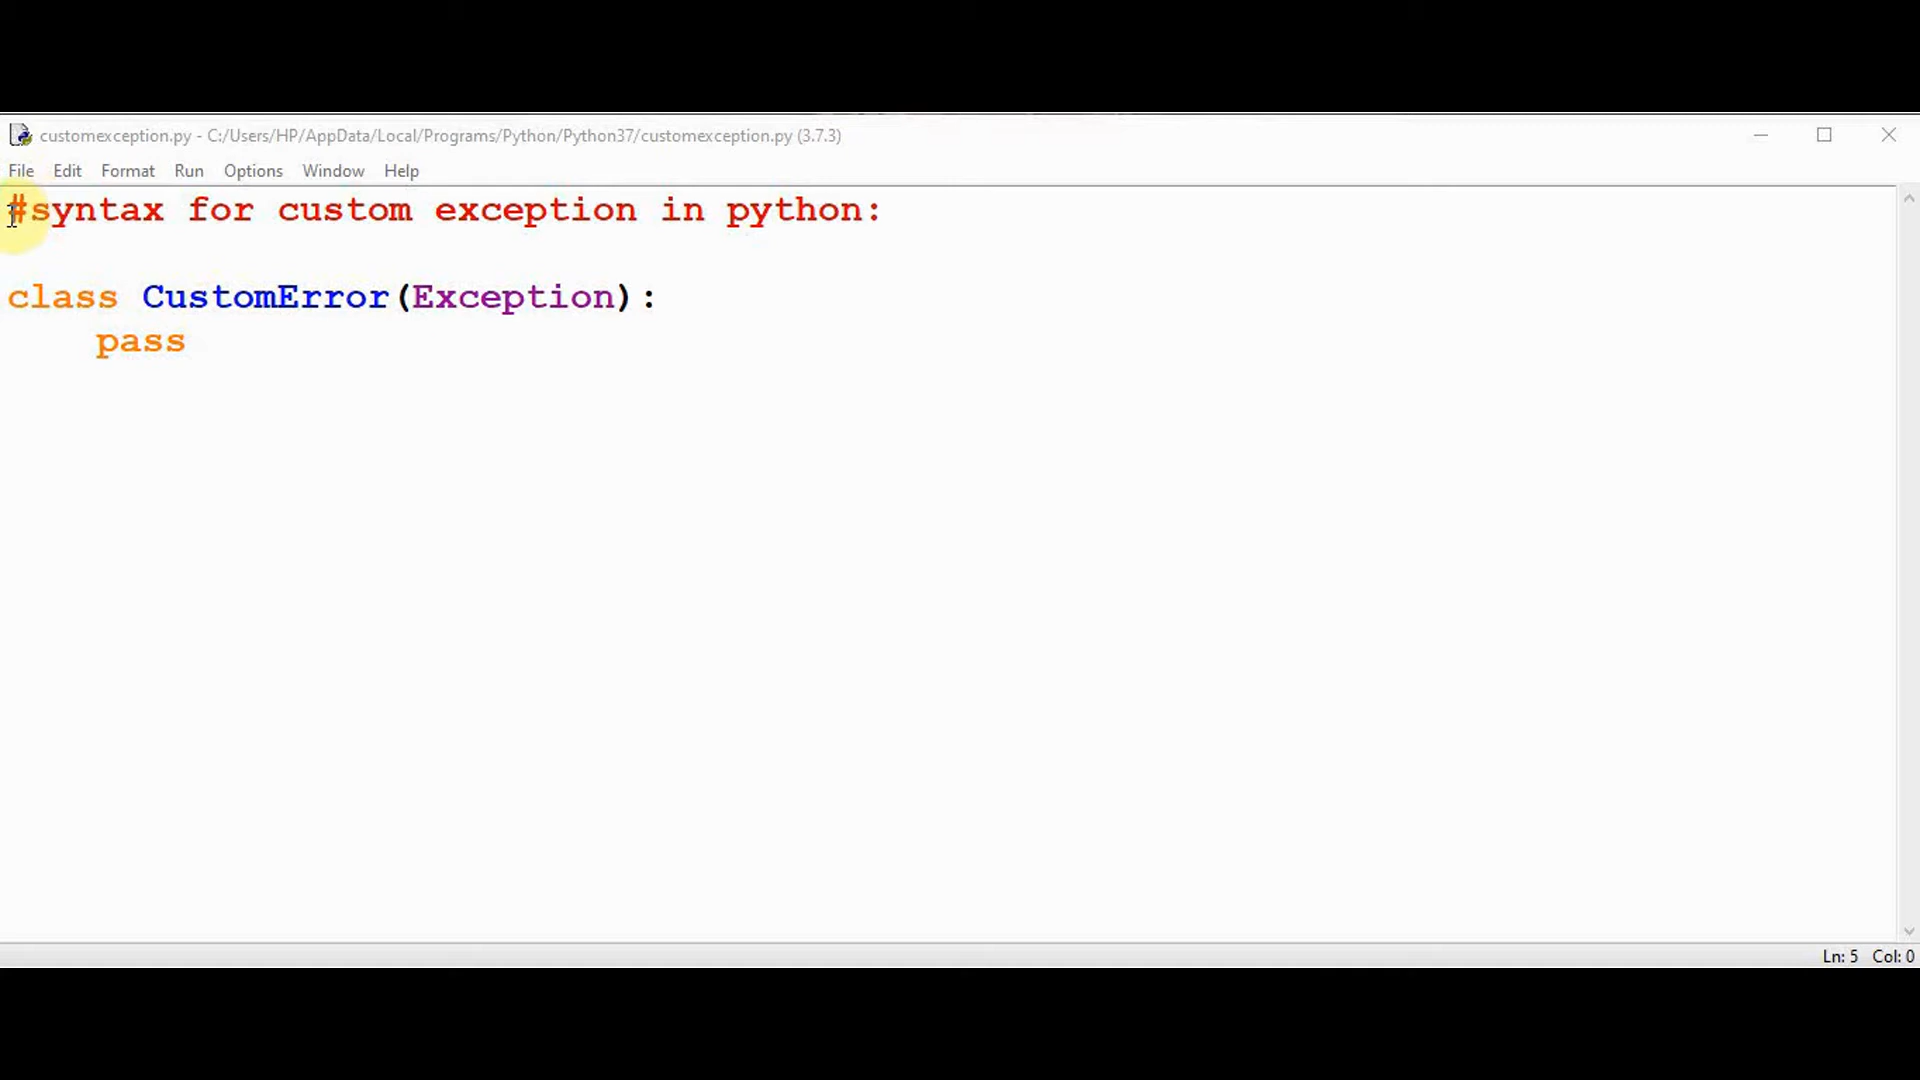 customexception.py - C:/Users/HP/AppData/Local/Programs/Python/Python37/customexception.py (3.7.3)
File Edit Format Run Options Window Help
#syntax for custom exception in python:
class CustomError(Exception):
    pass
Ln: 5 Col: 0